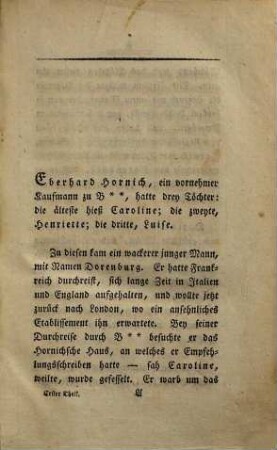 Eberhard Hornich, ein vornehmer
Kaufmann zu B**, hatte drey Töchter:
die älteste hieß Caroline; die zweyte,
Henriette; die dritte, Luise.
Zu diesen kam ein wackerer junger Mann,
mit Namen Dorenburg. Er hatte Frank-
reich durchreist, sich lange Zeit in Italien
und England aufgehalten, und wollte jetzt
zurück nach London, wo ein ansehnliches
Etablissement ihn erwartete. Bey seiner
Durchreise durch B** besuchte er das
Hornichsche Haus, an welches er Empfeh-
lungsschreiben hatte — sah Caroline,
weilte, wurde gefesselt. Er warb um das
Erster Theil. A